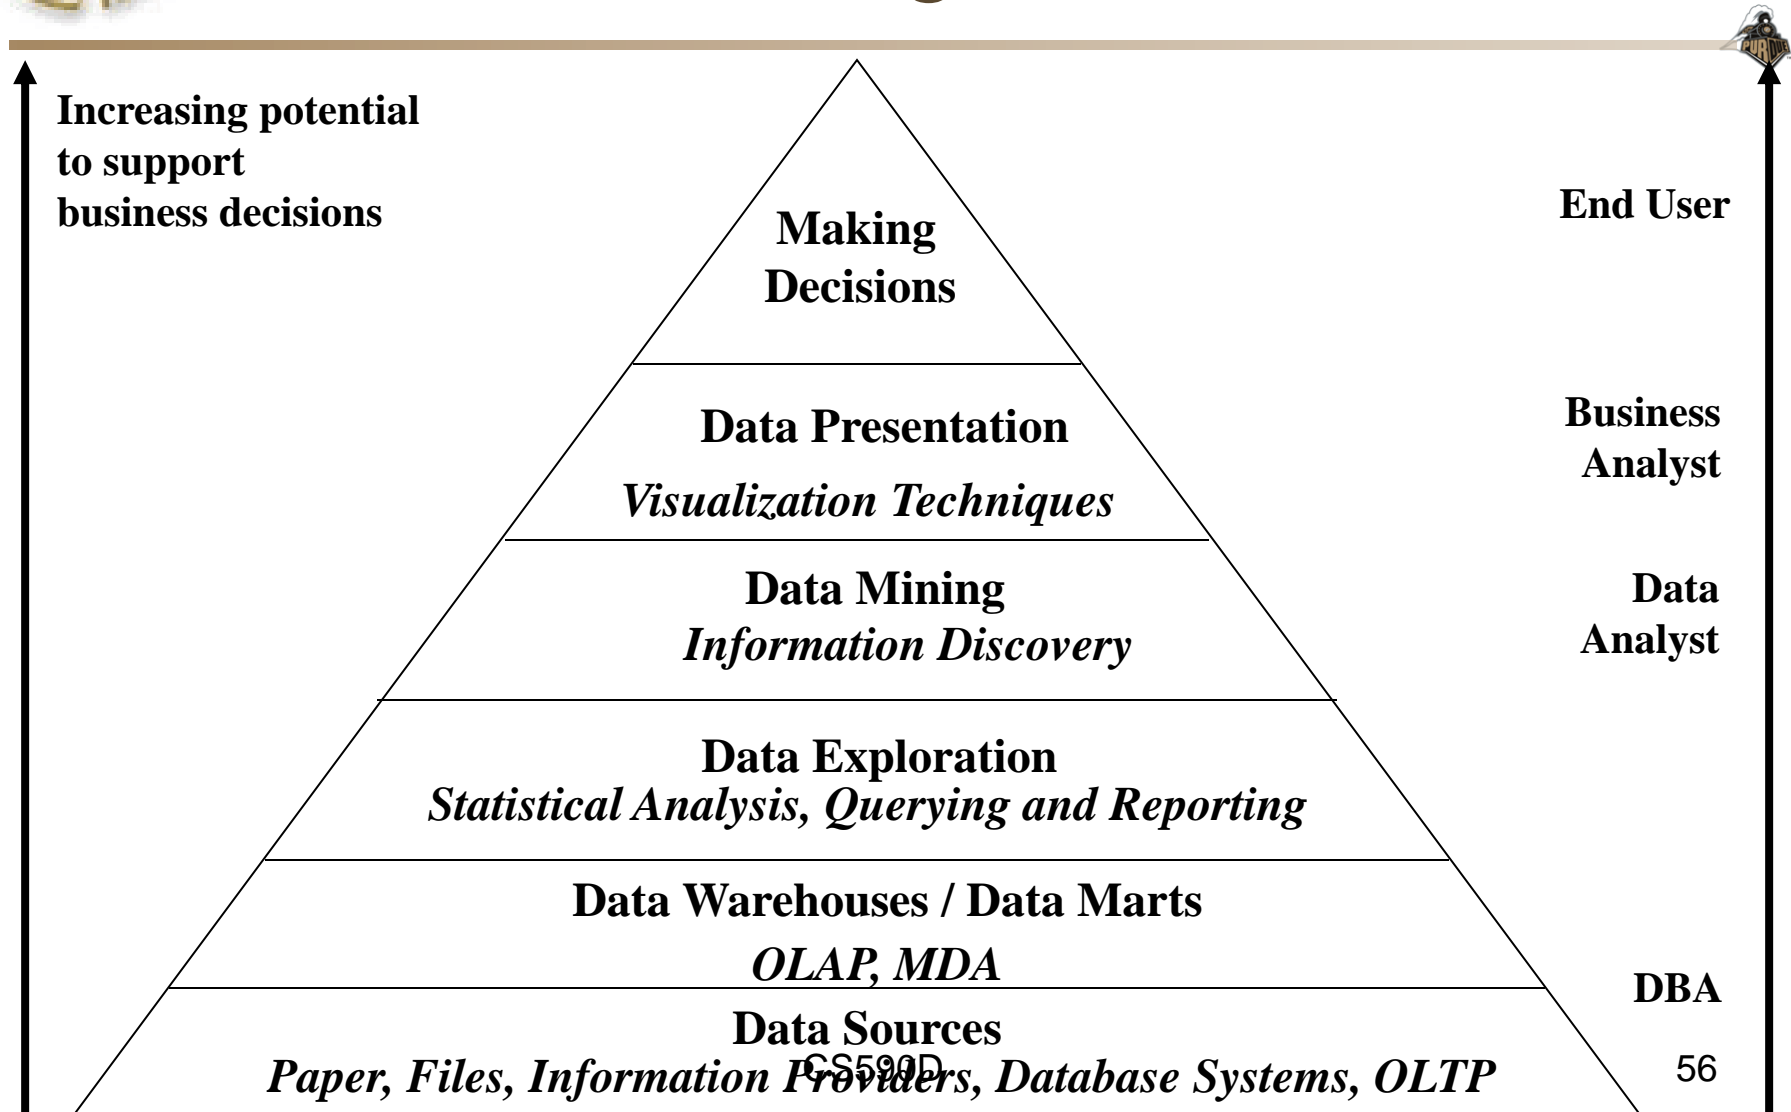 PURDUE
Increasing potential
to support
business decisions
End User
Making
Decisions
Business
Analyst
Data Presentation
Visualization Techniques
Data
Analyst
Data Mining
Information Discovery
Data Exploration
Statistical Analysis, Querying and Reporting
Data Warehouses / Data Marts
OLAP, MDA
DBA
Data Sources
Paper, Files, Information Providers, Database Systems, OLTP
CS590D
56